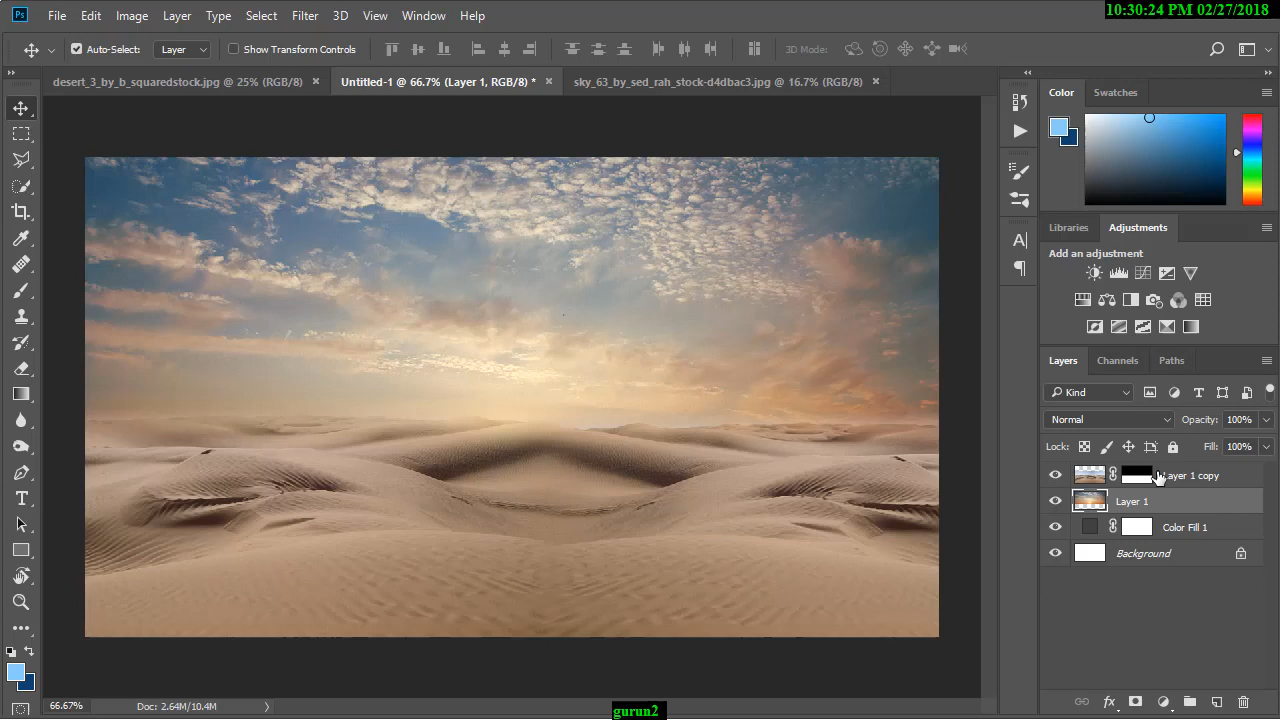 10:30:24 PM 02/27/2018
Ps File Edit Image Layer Type Select Filter 3D View Window Help
Auto-Select: Layer Show Transform Controls 3D Mode:
desert_3_by_b_squaredstock.jpg @ 25% (RGB/8) × Untitled-1 @ 66.7% (Layer 1, RGB/8) * × sky_63_by_sed_rah_stock-d4dbac3.jpg @ 16.7% (RGB/8) ×
Color Swatches
Libraries Adjustments
Add an adjustment
Layers Channels Paths
Kind
Normal Opacity: 100%
Lock: Fill: 100%
Layer 1 copy
Layer 1
Color Fill 1
Background
66.67% Doc: 2.64M/10.4M
gurun2